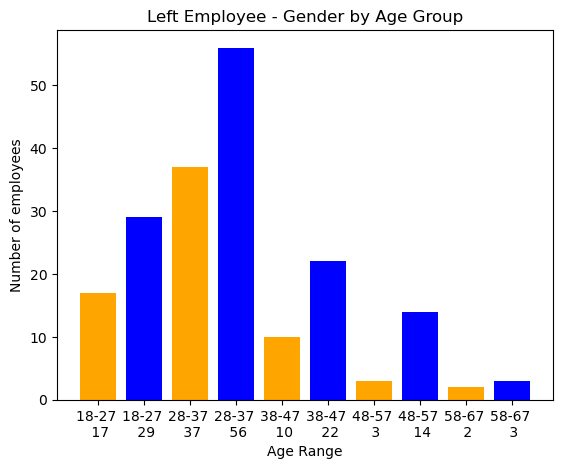 Left Employee - Gender by Age Group
Number of employees
50
40
30
20
10
0
18-27 18-27 28-37 28-37 38-47 38-47 48-57 48-57 58-67 58-67
17 29 37 56 10 22 3 14 2 3
Age Range